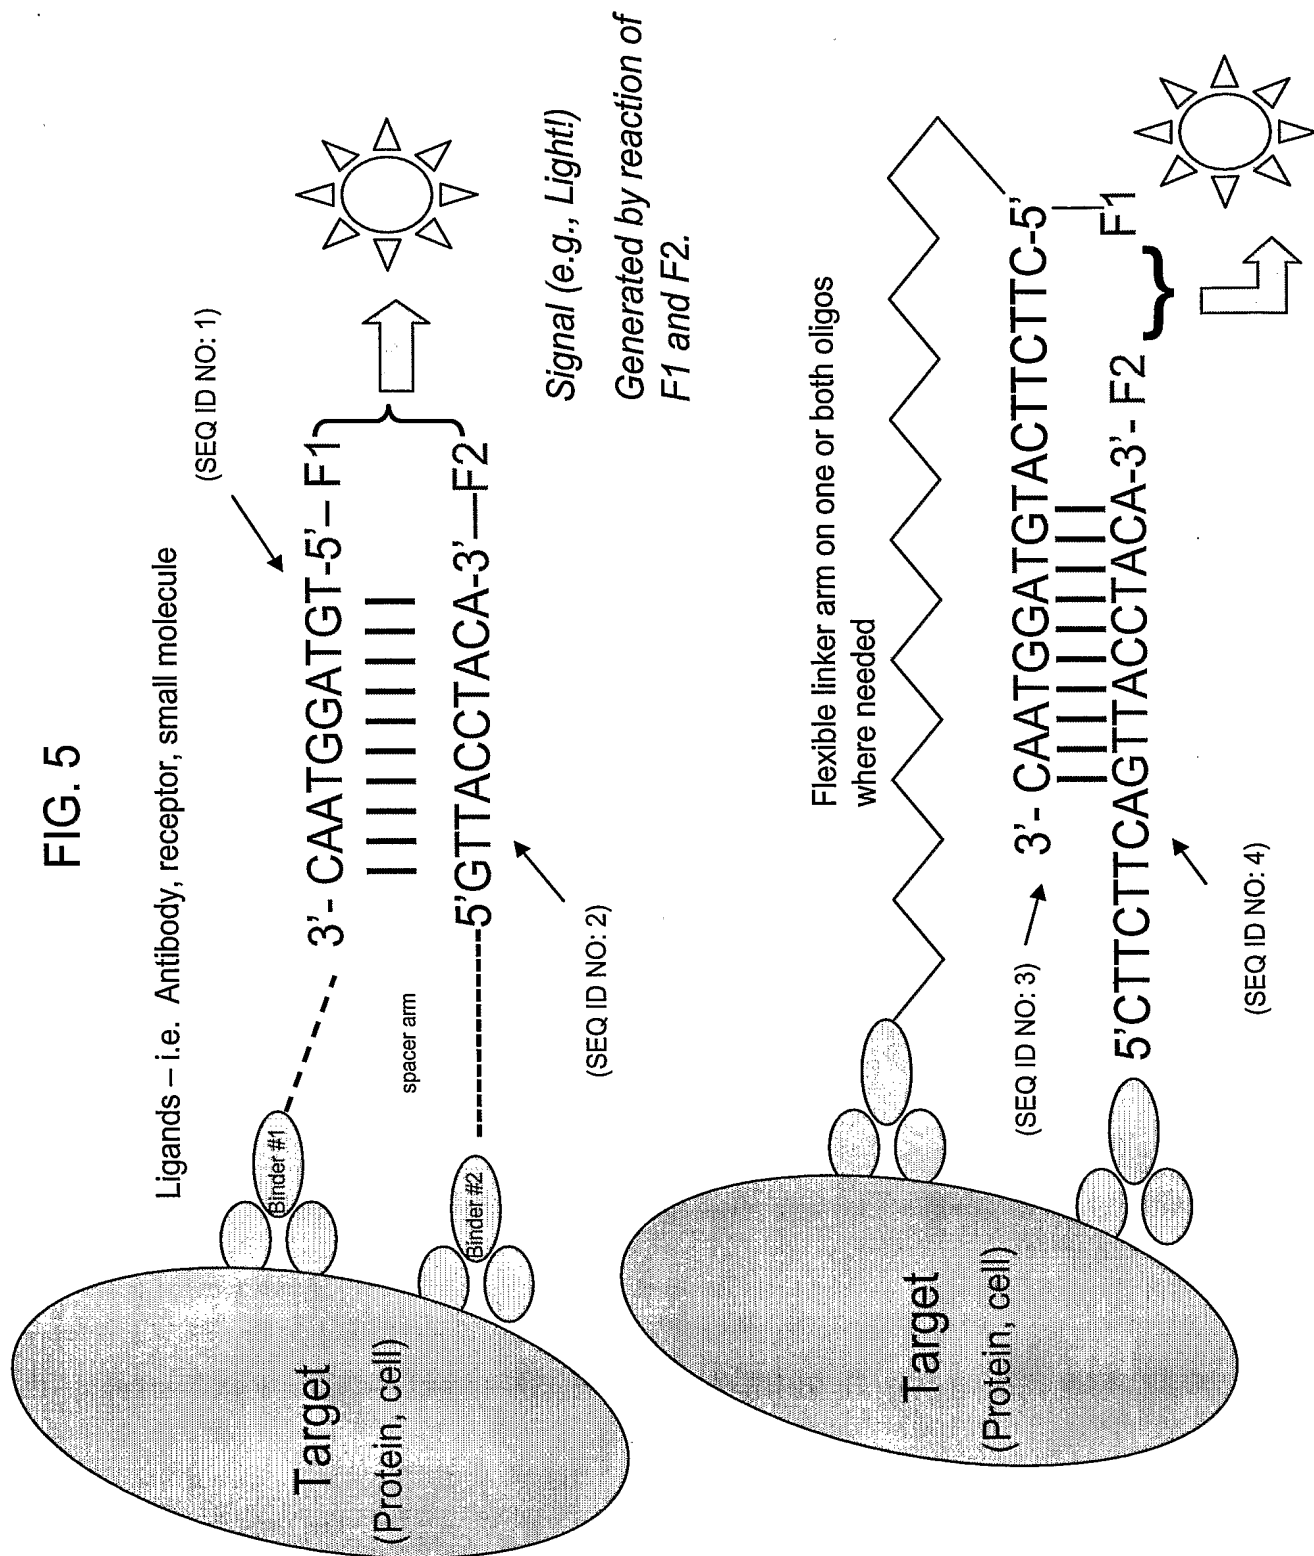 FIG. 5
Ligands – i.e. Antibody, receptor, small molecule
(SEQ ID NO: 1)
Binder #1
3'- CAATGGATGT-5'– F1
spacer arm
Binder #2
5'GTTACCTACA-3'—F2
(SEQ ID NO: 2)
Target
(Protein, cell)
Signal (e.g., Light!)
Generated by reaction of
F1 and F2.
Flexible linker arm on one or both oligos
where needed
(SEQ ID NO: 3)
3'- CAATGGATGTACTTCTTC-5'
F1
5'CTTCTTCAGTTACCTACA-3'- F2
(SEQ ID NO: 4)
Target
(Protein, cell)